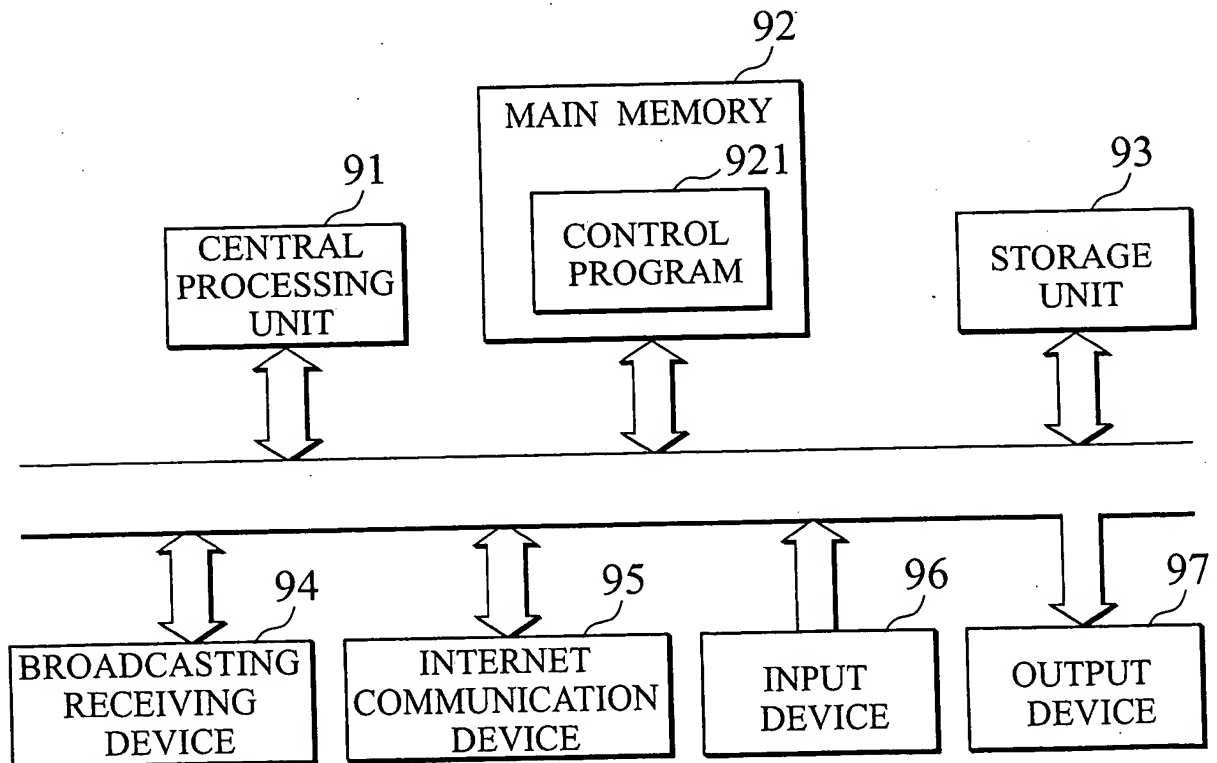 92
MAIN MEMORY
921
CONTROL
PROGRAM
91
CENTRAL
PROCESSING
UNIT
93
STORAGE
UNIT
94
BROADCASTING
RECEIVING
DEVICE
95
INTERNET
COMMUNICATION
DEVICE
96
INPUT
DEVICE
97
OUTPUT
DEVICE